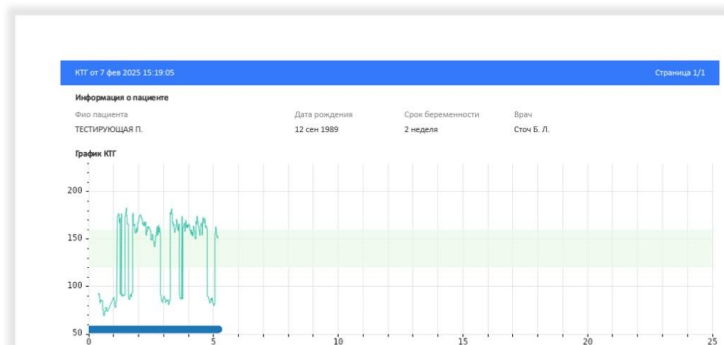 КТГ от 7 фев 2025 15:19:05 Страница 1/1
Информация о пациенте
Фио пациента Дата рождения Срок беременности Врач
ТЕСТИРУЮЩАЯ П. 12 сен 1989 2 неделя Сточ Б. Л.
График КТГ
200
150
100
50
0 5 10 15 20 25